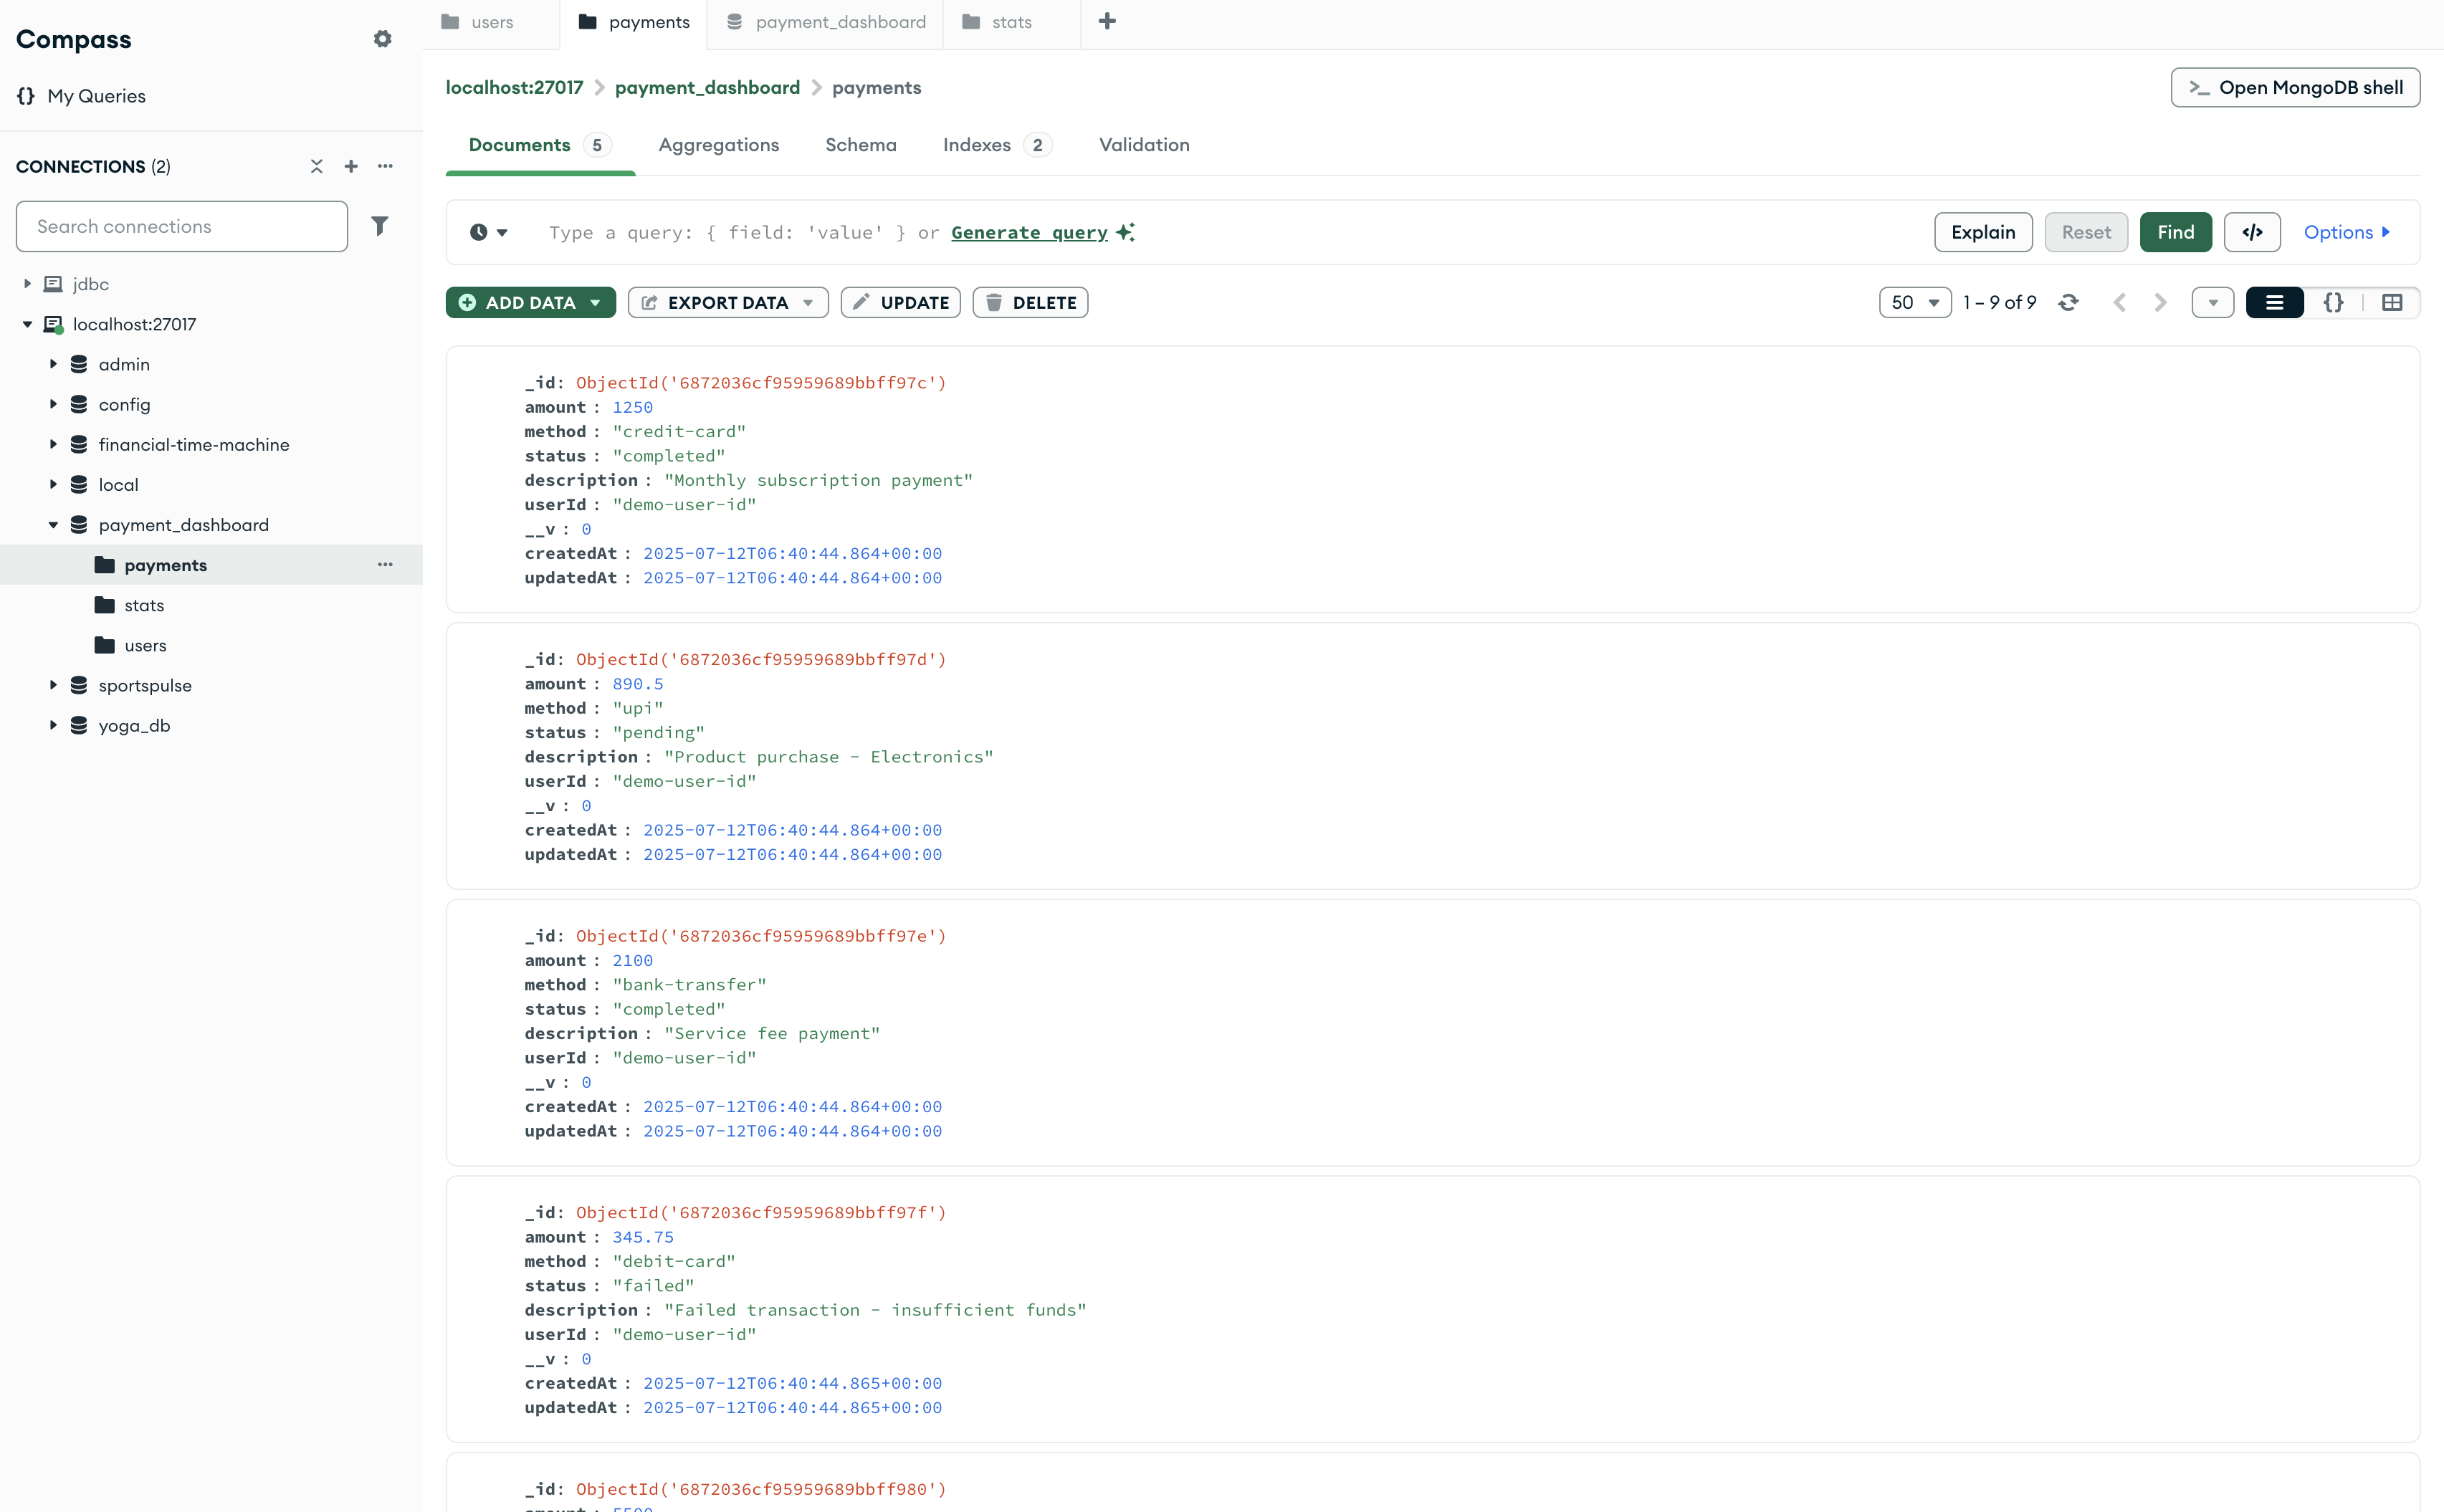 Compass
My Queries
CONNECTIONS (2)
Search connections
jdbc
localhost:27017
admin
config
financial-time-machine
local
payment_dashboard
payments
stats
users
sportspulse
yoga_db
users
payments
payment_dashboard
stats
localhost:27017 > payment_dashboard > payments
>_ Open MongoDB shell
Documents 5 Aggregations Schema Indexes 2 Validation
Type a query: { field: 'value' } or Generate query
Explain Reset Find </> Options
ADD DATA EXPORT DATA UPDATE DELETE
50 1 – 9 of 9 {}
_id: ObjectId('6872036cf95959689bbff97c')
amount : 1250
method : "credit-card"
status : "completed"
description : "Monthly subscription payment"
userId : "demo-user-id"
__v : 0
createdAt : 2025-07-12T06:40:44.864+00:00
updatedAt : 2025-07-12T06:40:44.864+00:00
_id: ObjectId('6872036cf95959689bbff97d')
amount : 890.5
method : "upi"
status : "pending"
description : "Product purchase - Electronics"
userId : "demo-user-id"
__v : 0
createdAt : 2025-07-12T06:40:44.864+00:00
updatedAt : 2025-07-12T06:40:44.864+00:00
_id: ObjectId('6872036cf95959689bbff97e')
amount : 2100
method : "bank-transfer"
status : "completed"
description : "Service fee payment"
userId : "demo-user-id"
__v : 0
createdAt : 2025-07-12T06:40:44.864+00:00
updatedAt : 2025-07-12T06:40:44.864+00:00
_id: ObjectId('6872036cf95959689bbff97f')
amount : 345.75
method : "debit-card"
status : "failed"
description : "Failed transaction - insufficient funds"
userId : "demo-user-id"
__v : 0
createdAt : 2025-07-12T06:40:44.865+00:00
updatedAt : 2025-07-12T06:40:44.865+00:00
_id: ObjectId('6872036cf95959689bbff980')
amount : 5500